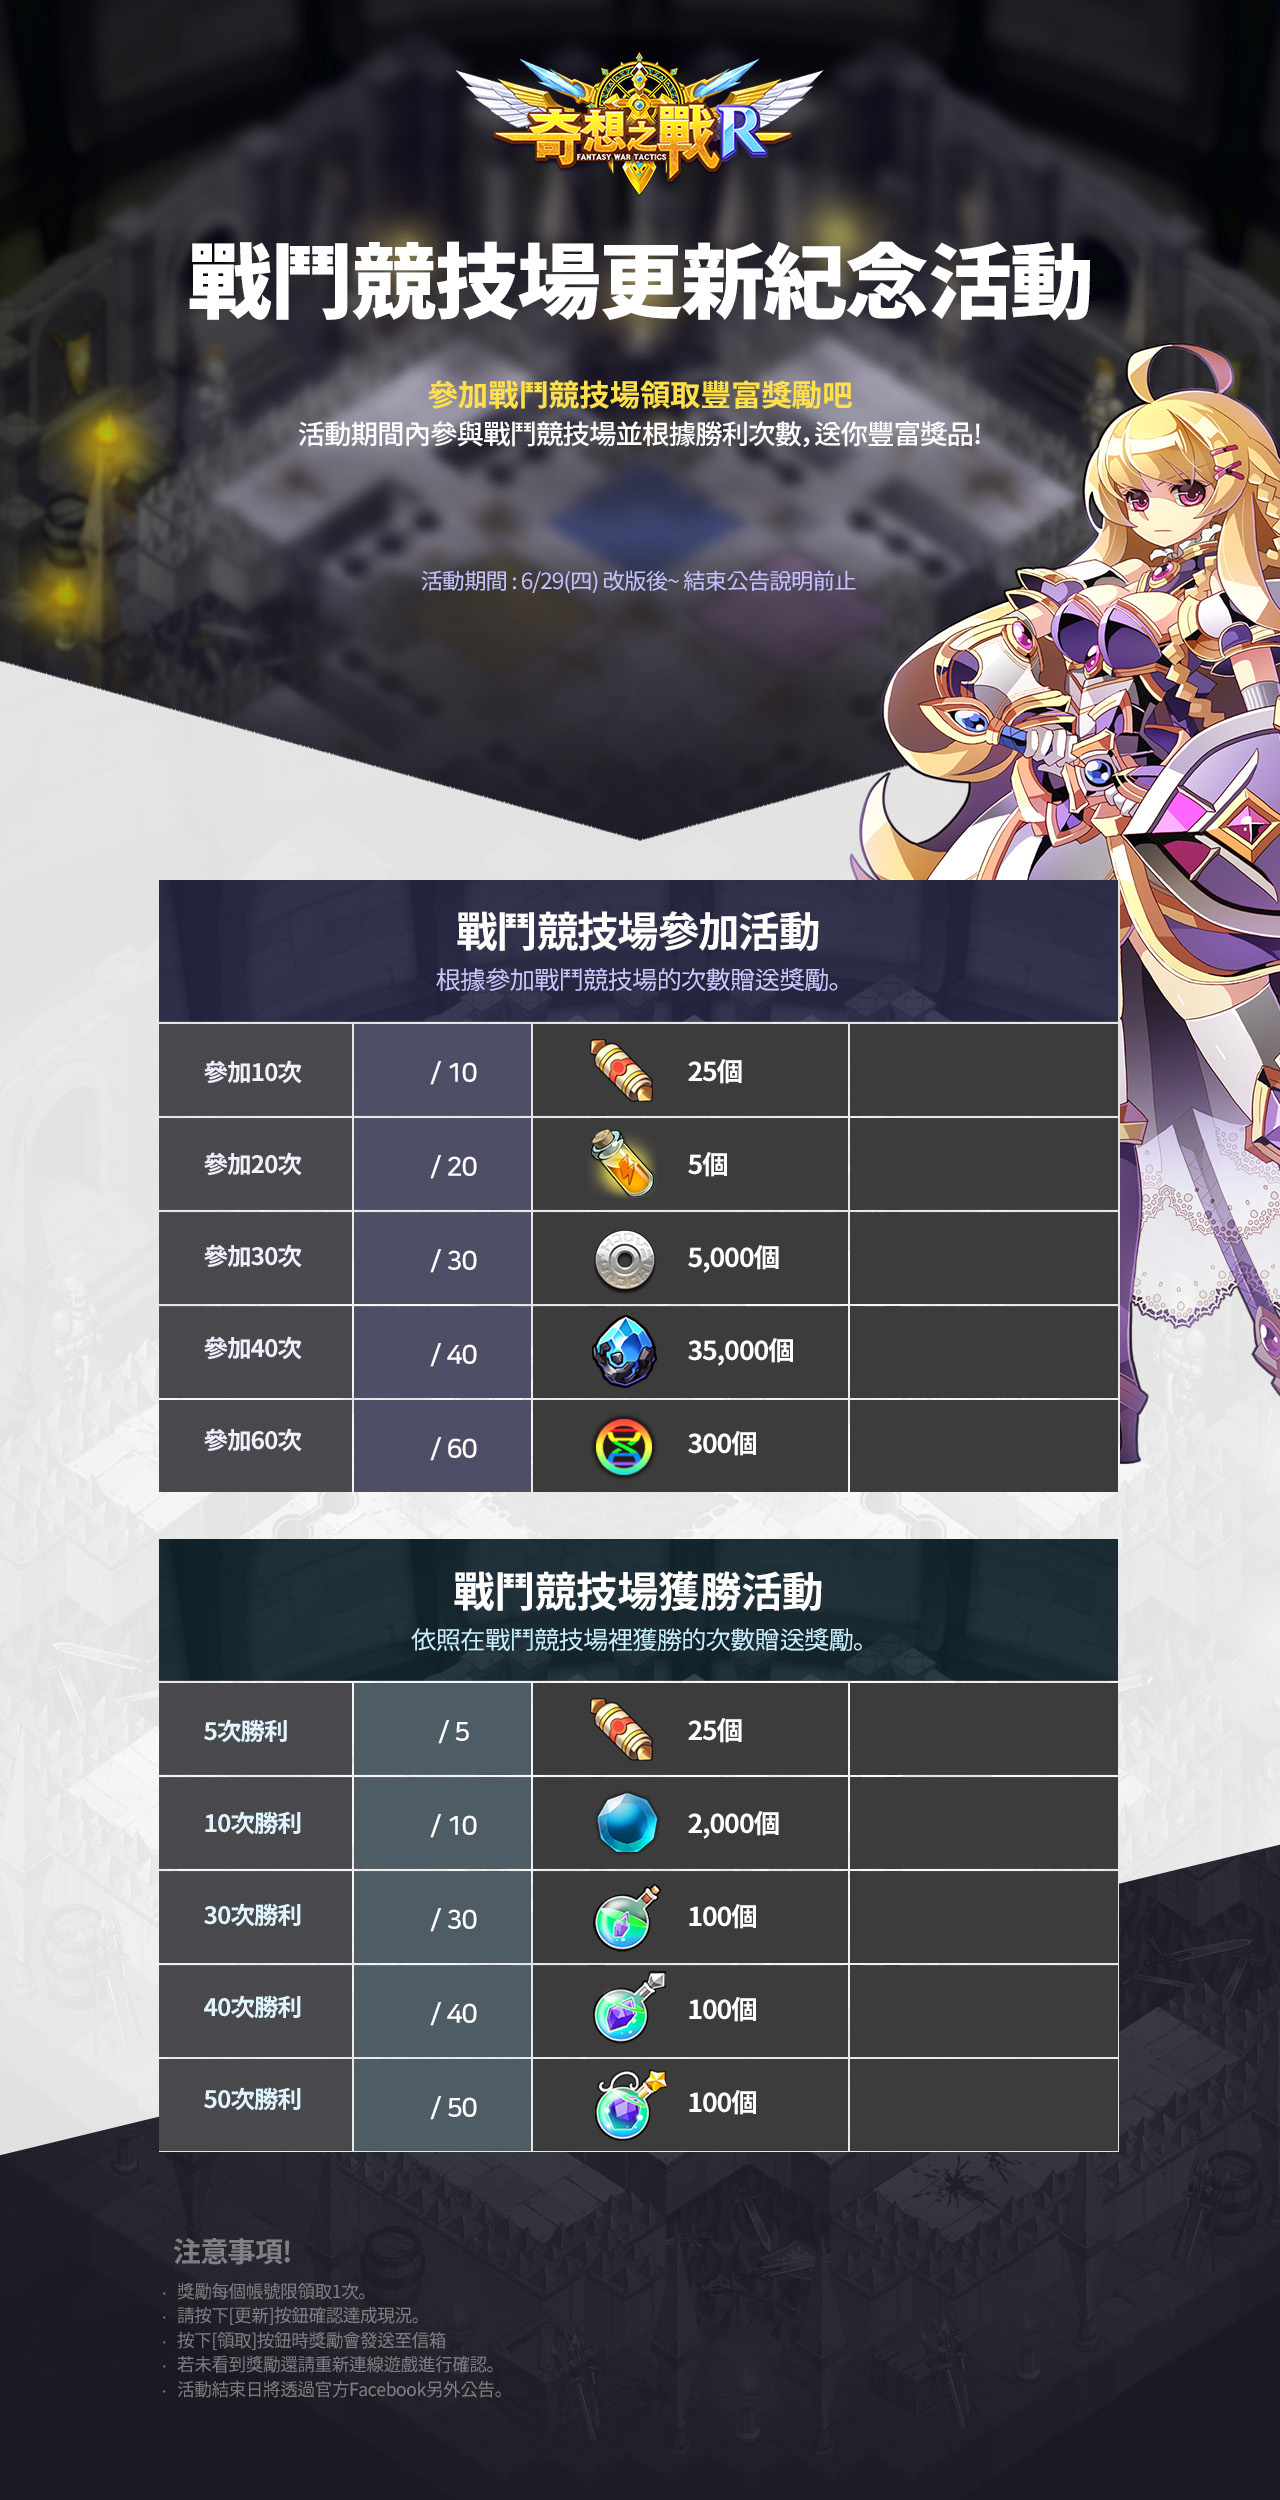 奇想之戰R
FANTASY WAR TACTICS
戰鬥競技場更新紀念活動
參加戰鬥競技場領取豐富獎勵吧
活動期間內參與戰鬥競技場並根據勝利次數，送你豐富獎品！
活動期間 : 6/29(四) 改版後~ 結束公告說明前止
戰鬥競技場參加活動
根據參加戰鬥競技場的次數贈送獎勵。
參加10次 / 10 25個
參加20次 / 20 5個
參加30次 / 30 5,000個
參加40次 / 40 35,000個
參加60次 / 60 300個
戰鬥競技場獲勝活動
依照在戰鬥競技場裡獲勝的次數贈送獎勵。
5次勝利 / 5 25個
10次勝利 / 10 2,000個
30次勝利 / 30 100個
40次勝利 / 40 100個
50次勝利 / 50 100個
注意事項!
· 獎勵每個帳號限領取1次。
· 請按下[更新]按鈕確認達成現況。
· 按下[領取]按鈕時獎勵會發送至信箱
· 若未看到獎勵還請重新連線遊戲進行確認。
· 活動結束日將透過官方Facebook另外公告。